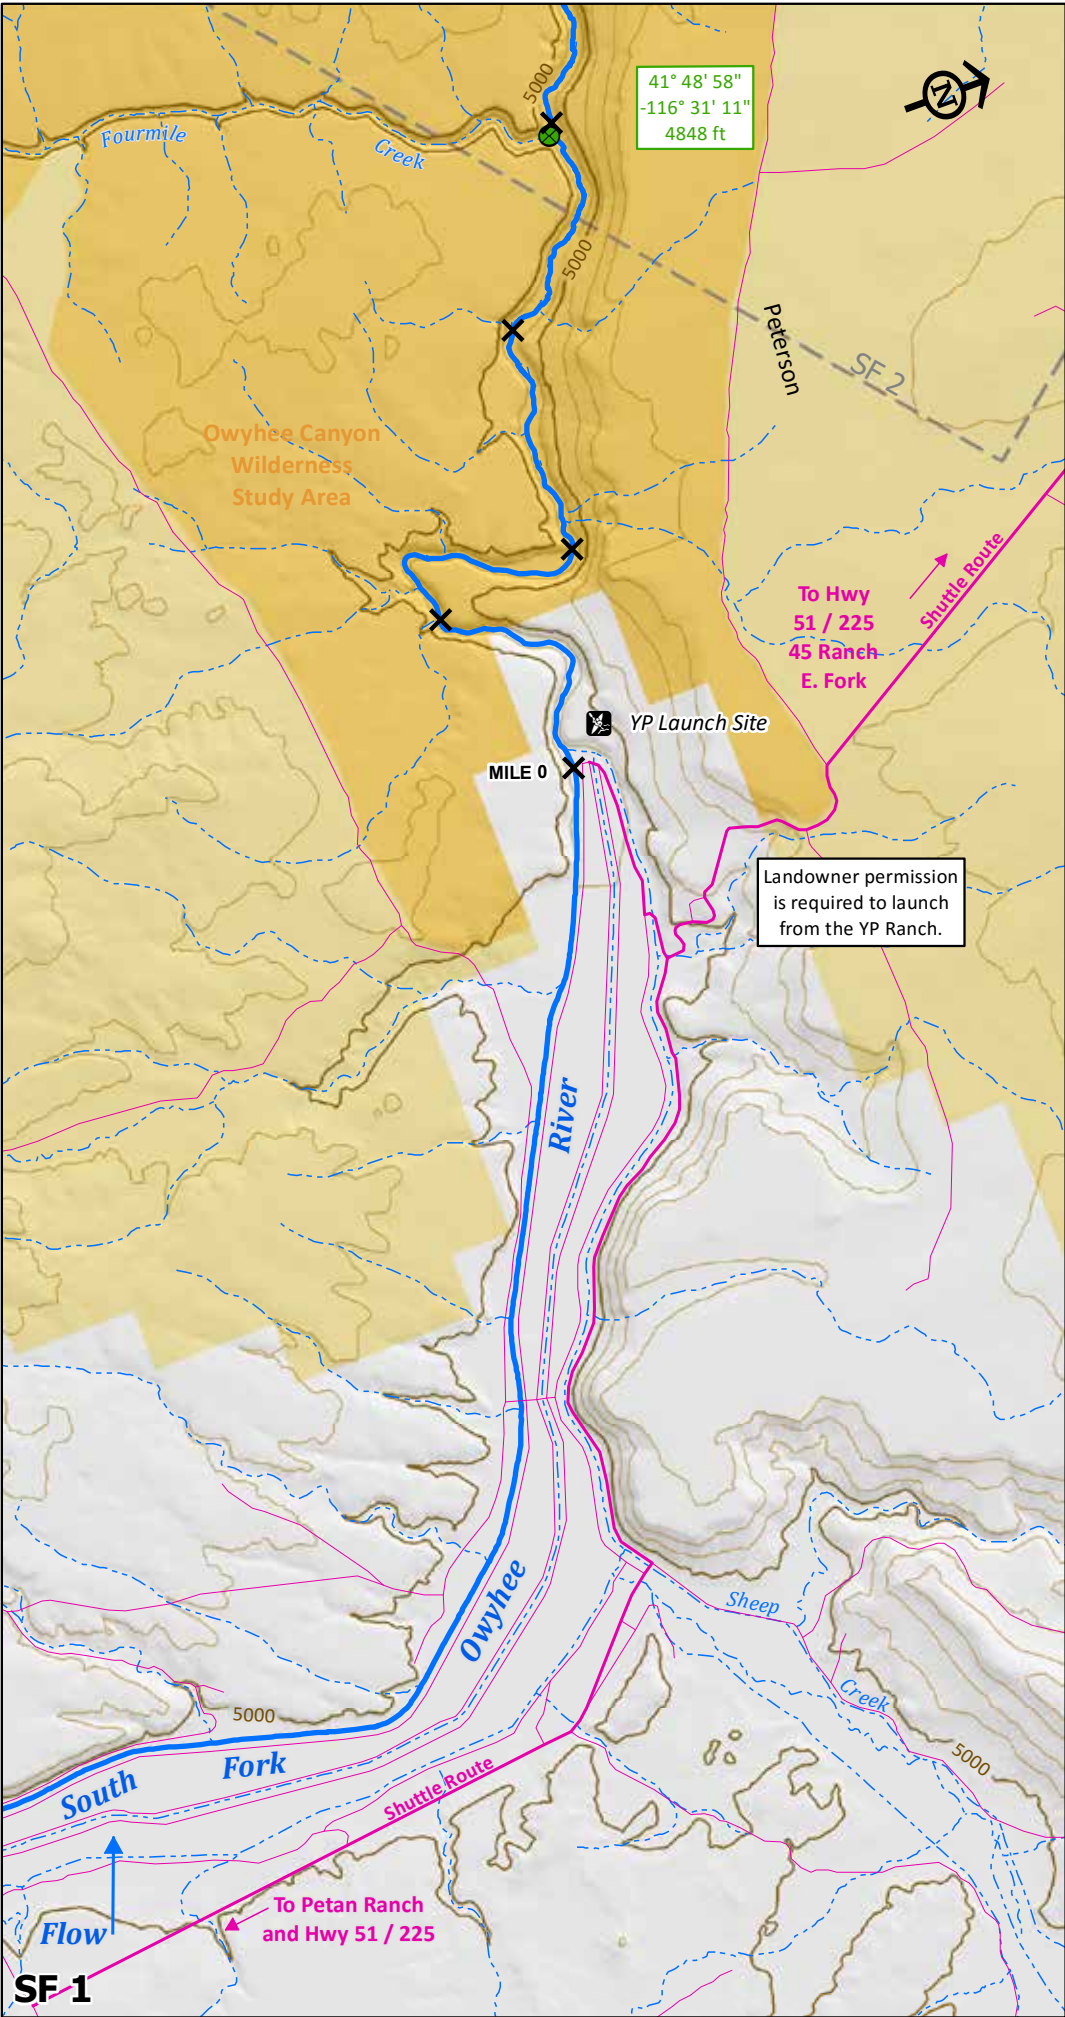 5000
41° 48' 58"
-116° 31' 11"
4848 ft
N
Fourmile
Creek
5000
Peterson
SF 2
Owyhee Canyon
Wilderness
Study Area
Shuttle Route
To Hwy
51 / 225
45 Ranch
E. Fork
YP Launch Site
MILE 0
Landowner permission
is required to launch
from the YP Ranch.
River
Owyhee
Sheep
Creek
5000
5000
Fork
South
Shuttle Route
Flow
To Petan Ranch
and Hwy 51 / 225
SF 1